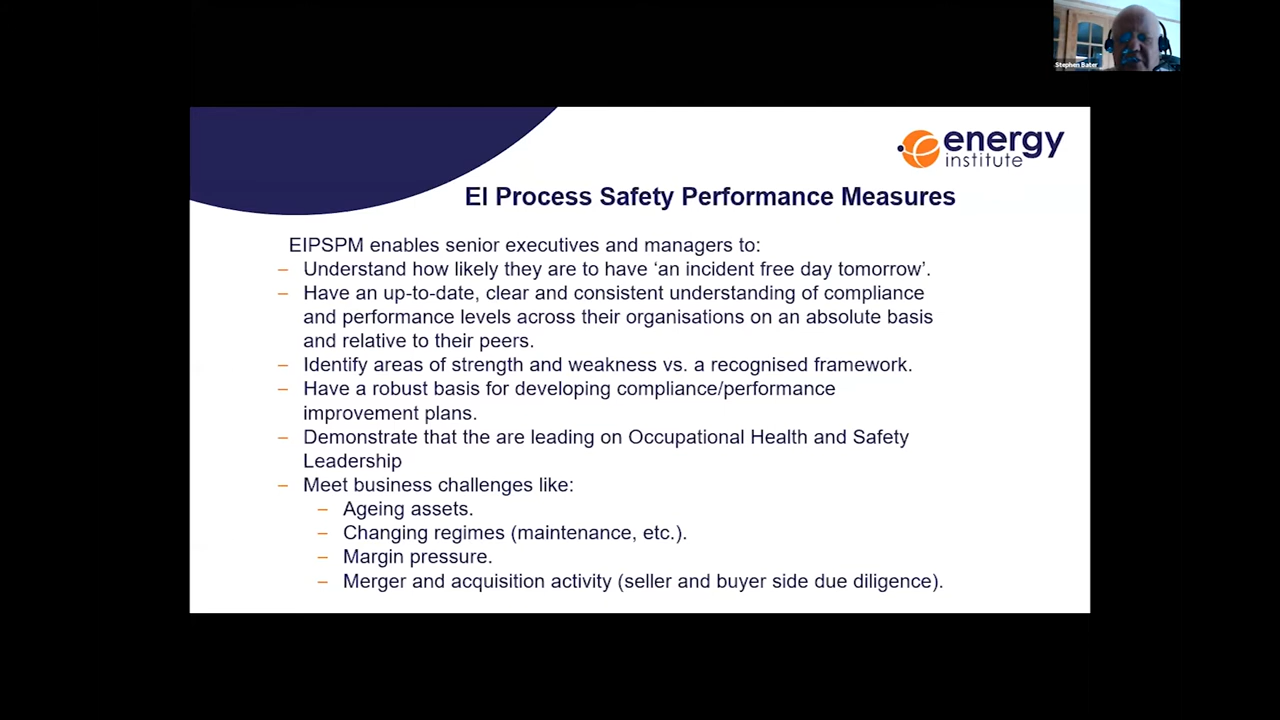 Stephen Bater
energy
institute
EI Process Safety Performance Measures
EIPSPM enables senior executives and managers to:
– Understand how likely they are to have ‘an incident free day tomorrow’.
– Have an up-to-date, clear and consistent understanding of compliance
and performance levels across their organisations on an absolute basis
and relative to their peers.
– Identify areas of strength and weakness vs. a recognised framework.
– Have a robust basis for developing compliance/performance
improvement plans.
– Demonstrate that the are leading on Occupational Health and Safety
Leadership
– Meet business challenges like:
– Ageing assets.
– Changing regimes (maintenance, etc.).
– Margin pressure.
– Merger and acquisition activity (seller and buyer side due diligence).